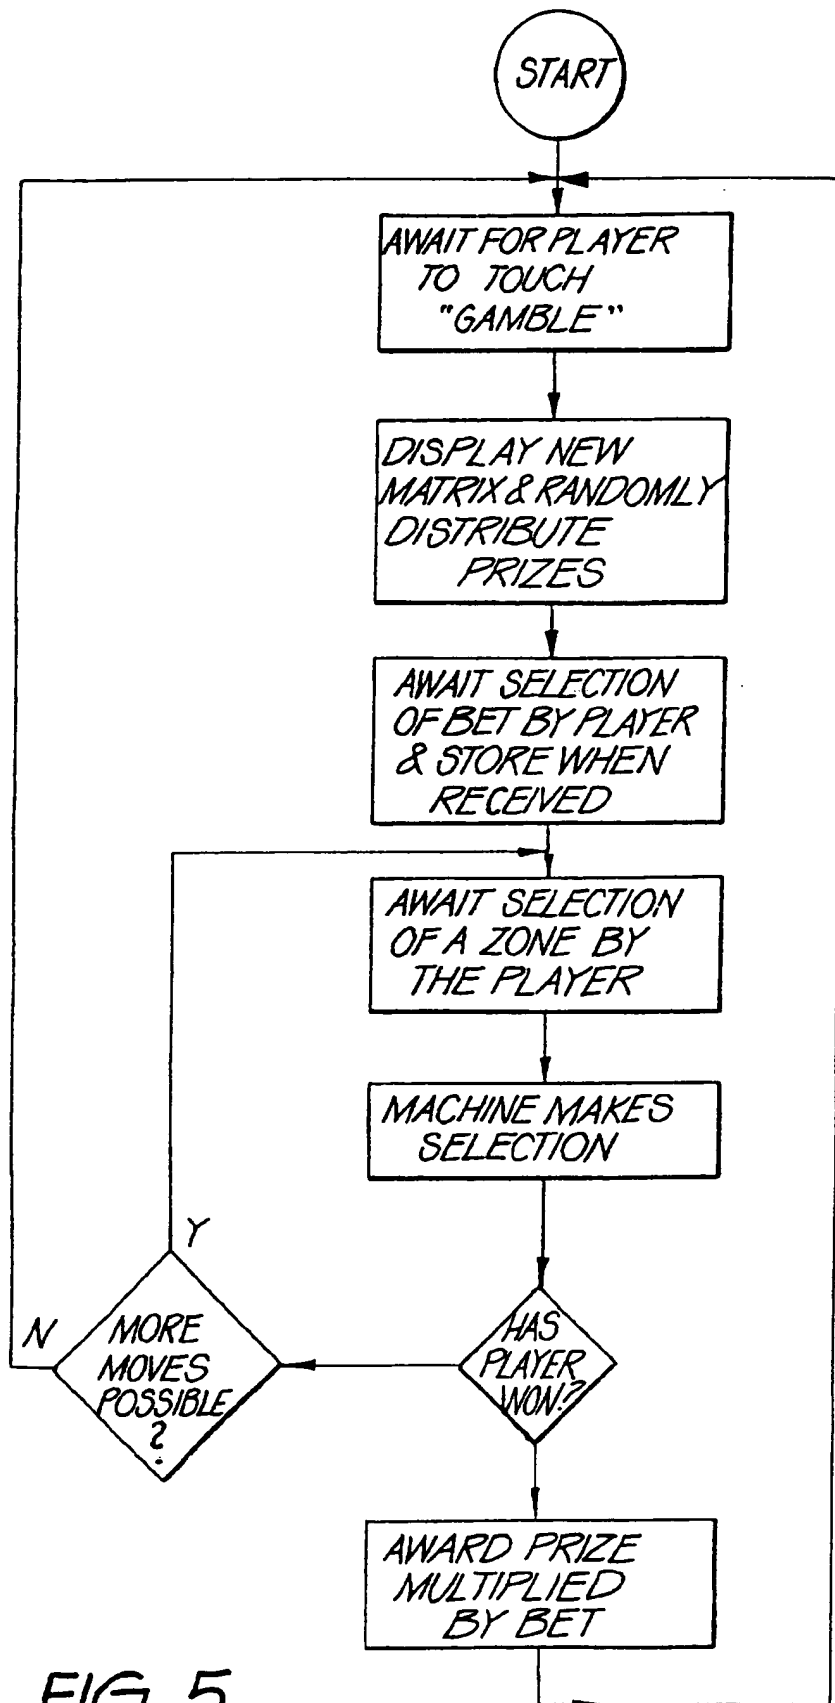 START
AWAIT FOR PLAYER
TO TOUCH
"GAMBLE"
DISPLAY NEW
MATRIX & RANDOMLY
DISTRIBUTE
PRIZES
AWAIT SELECTION
OF BET BY PLAYER
& STORE WHEN
RECEIVED
AWAIT SELECTION
OF A ZONE BY
THE PLAYER
MACHINE MAKES
SELECTION
HAS
PLAYER
WON?
Y
N
MORE
MOVES
POSSIBLE
?
AWARD PRIZE
MULTIPLIED
BY BET
FIG. 5